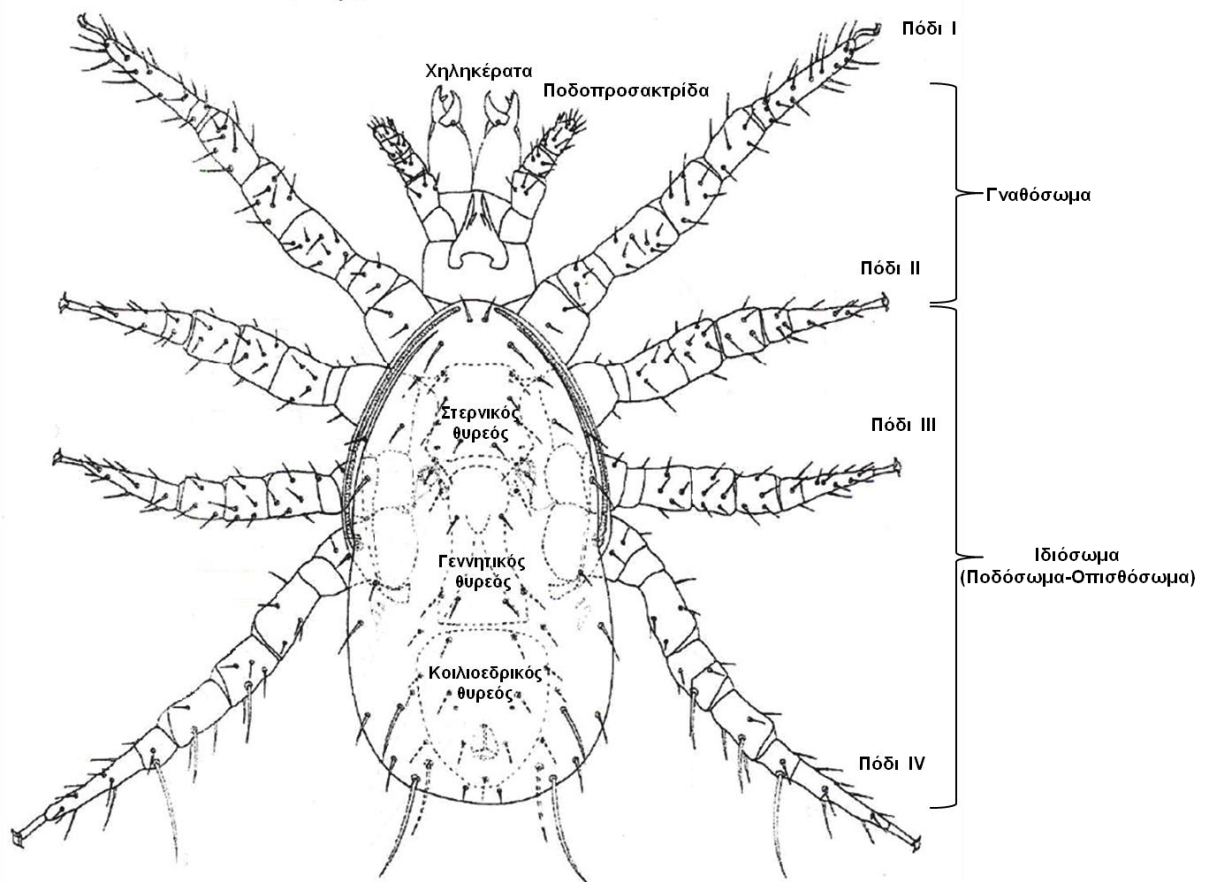 Πόδι I
Χηληκέρατα
Ποδοπροσακτρίδα
Γναθόσωμα
Πόδι II
Στερνικός
θυρεός
Πόδι III
Γεννητικός
θυρεός
Ιδιόσωμα
(Ποδόσωμα-Οπισθόσωμα)
Κοιλιοεδρικός
θυρεός
Πόδι IV